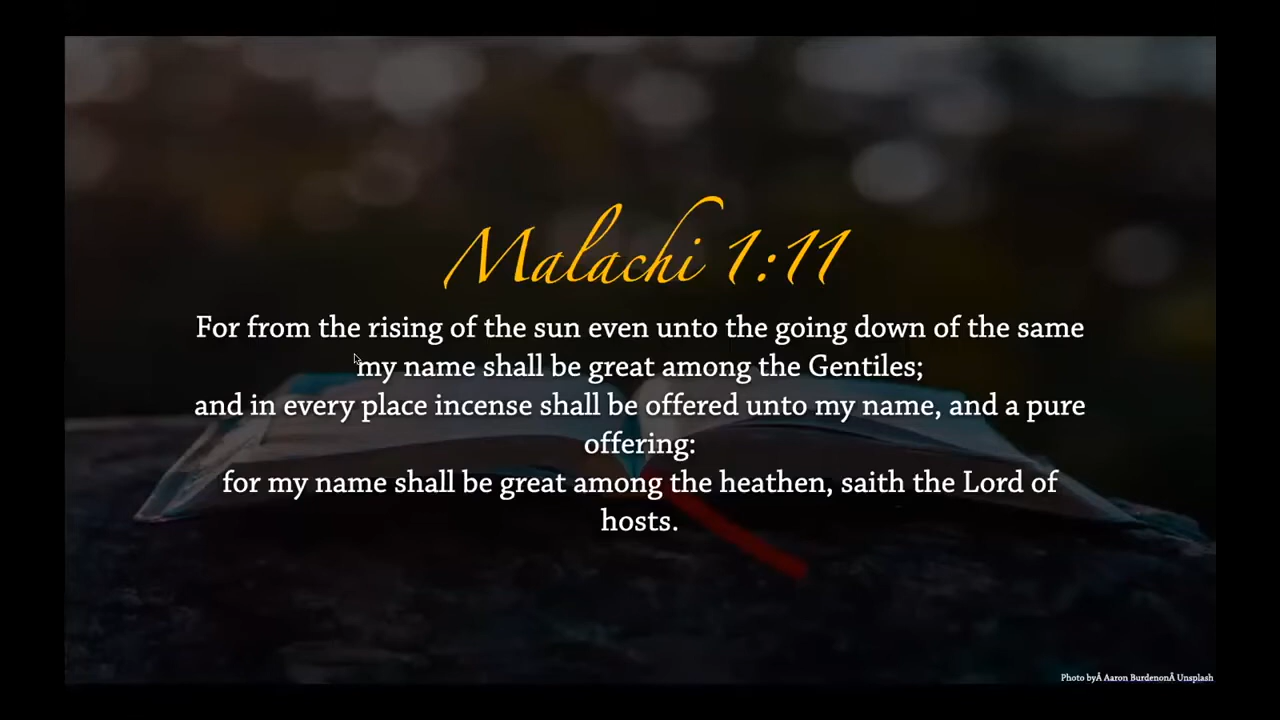 Malachi 1:11
For from the rising of the sun even unto the going down of the same
my name shall be great among the Gentiles;
and in every place incense shall be offered unto my name, and a pure
offering:
for my name shall be great among the heathen, saith the Lord of
hosts.
Photo byÂ Aaron BurdenonÂ Unsplash